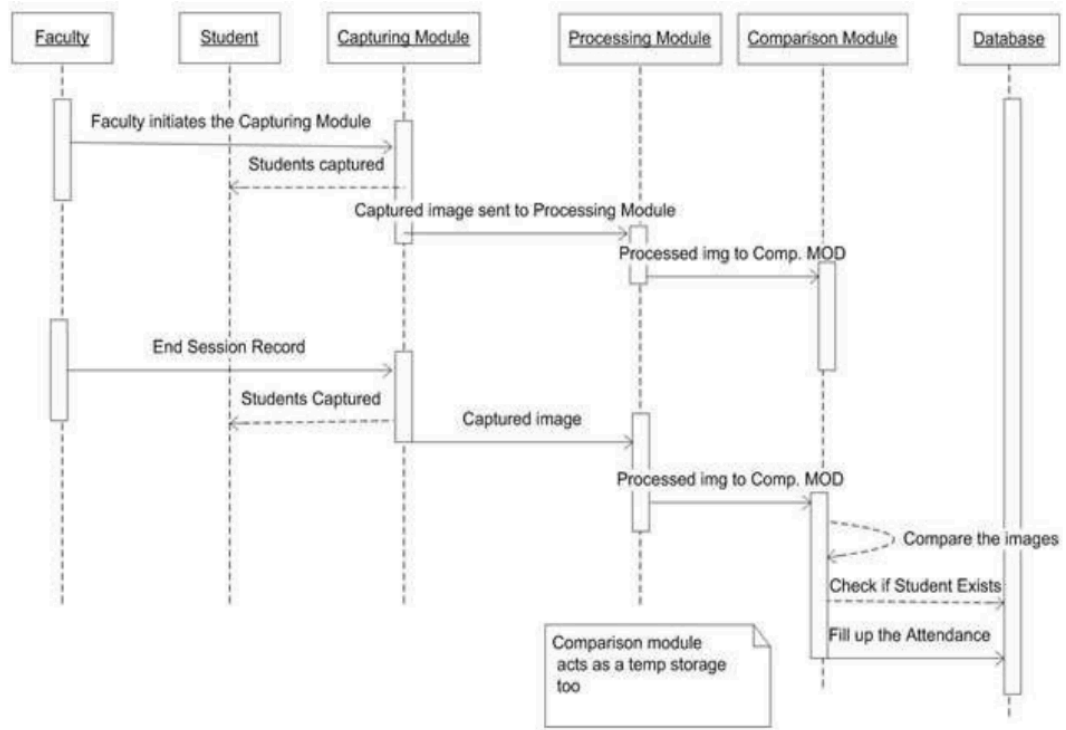 Faculty
Student
Capturing Module
Processing Module
Comparison Module
Database
Faculty initiates the Capturing Module
Students captured
Captured image sent to Processing Module
Processed img to Comp. MOD
End Session Record
Students Captured
Captured image
Processed img to Comp. MOD
Compare the images
Check if Student Exists
Fill up the Attendance
Comparison module
acts as a temp storage
too